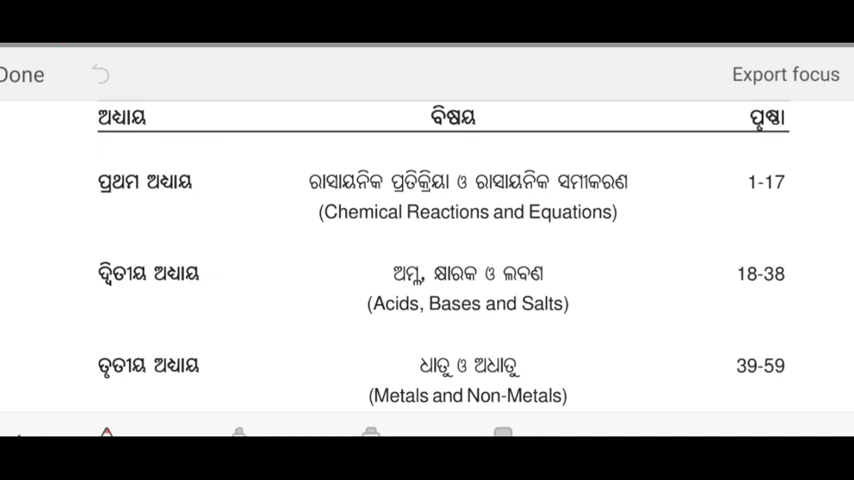 Done
Export focus
ଅଧ୍ୟାୟ ବିଷୟ ପୃଷ୍ଠା
ପ୍ରଥମ ଅଧ୍ୟାୟ ରାସାୟନିକ ପ୍ରତିକ୍ରିୟା ଓ ରାସାୟନିକ ସମୀକରଣ 1-17
(Chemical Reactions and Equations)
ଦ୍ୱିତୀୟ ଅଧ୍ୟାୟ ଅମ୍ଳ, କ୍ଷାରକ ଓ ଲବଣ 18-38
(Acids, Bases and Salts)
ତୃତୀୟ ଅଧ୍ୟାୟ ଧାତୁ ଓ ଅଧାତୁ 39-59
(Metals and Non-Metals)